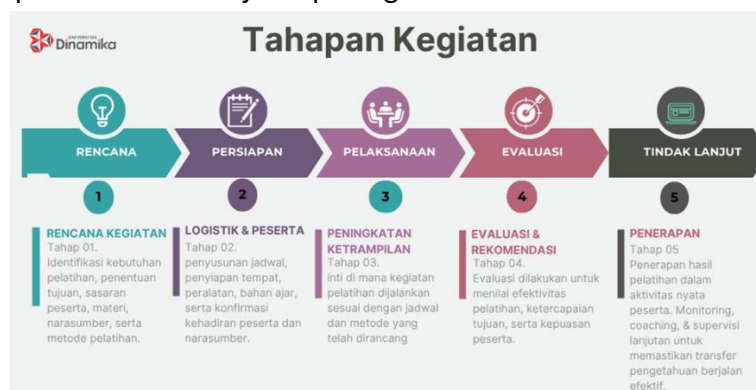 UNIVERSITAS
Dinamika
Tahapan Kegiatan
RENCANA
PERSIAPAN
PELAKSANAAN
EVALUASI
TINDAK LANJUT
1
2
3
4
5
RENCANA KEGIATAN
Tahap 01.
Identifikasi kebutuhan
pelatihan, penentuan
tujuan, sasaran
peserta, materi,
narasumber, serta
metode pelatihan.
LOGISTIK & PESERTA
Tahap 02.
penyusunan jadwal,
penyiapan tempat,
peralatan, bahan ajar,
serta konfirmasi
kehadiran peserta dan
narasumber.
PENINGKATAN
KETRAMPILAN
Tahap 03.
inti di mana kegiatan
pelatihan dijalankan
sesuai dengan jadwal
dan metode yang
telah dirancang
EVALUASI &
REKOMENDASI
Tahap 04.
Evaluasi dilakukan untuk
menilai efektivitas
pelatihan, ketercapaian
tujuan, serta kepuasan
peserta.
PENERAPAN
Tahap 05
Penerapan hasil
pelatihan dalam
aktivitas nyata
peserta. Monitoring,
coaching, & supervisi
lanjutan untuk
memastikan transfer
pengetahuan berjalan
efektif.